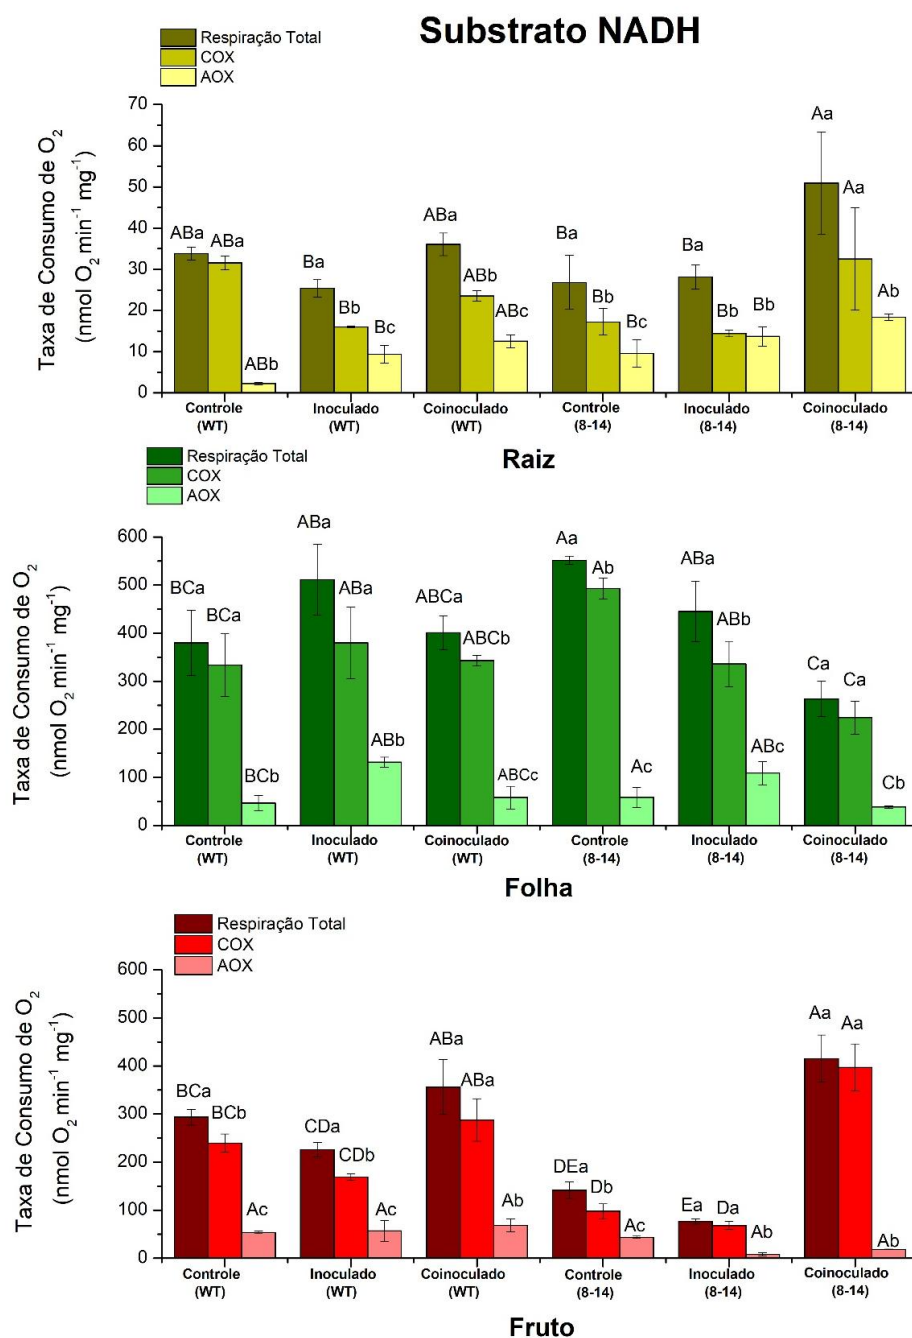 Substrato NADH
Respiração Total
COX
AOX
Taxa de Consumo de O2
(nmol O2 min-1 mg-1)
70
60
50
40
30
20
10
0
ABa ABa ABb
Ba Bb Bc
ABa ABb ABc
Ba Bb Bc
Ba Bb Bb
Aa Aa Ab
Controle Inoculado Coinoculado Controle Inoculado Coinoculado
(WT) (WT) (WT) (8-14) (8-14) (8-14)
Raiz
Respiração Total
COX
AOX
Taxa de Consumo de O2
(nmol O2 min-1 mg-1)
600
500
400
300
200
100
0
BCa BCa BCb
ABa ABa ABb
ABCa ABCb ABCc
Aa Ab Ac
ABa ABb ABc
Ca Ca Cb
Controle Inoculado Coinoculado Controle Inoculado Coinoculado
(WT) (WT) (WT) (8-14) (8-14) (8-14)
Folha
Respiração Total
COX
AOX
Taxa de Consumo de O2
(nmol O2 min-1 mg-1)
600
500
400
300
200
100
0
BCa BCb Ac
CDa CDb Ac
ABa ABa Ab
DEa Db Ac
Ea Da Ab
Aa Aa Ab
Controle Inoculado Coinoculado Controle Inoculado Coinoculado
(WT) (WT) (WT) (8-14) (8-14) (8-14)
Fruto